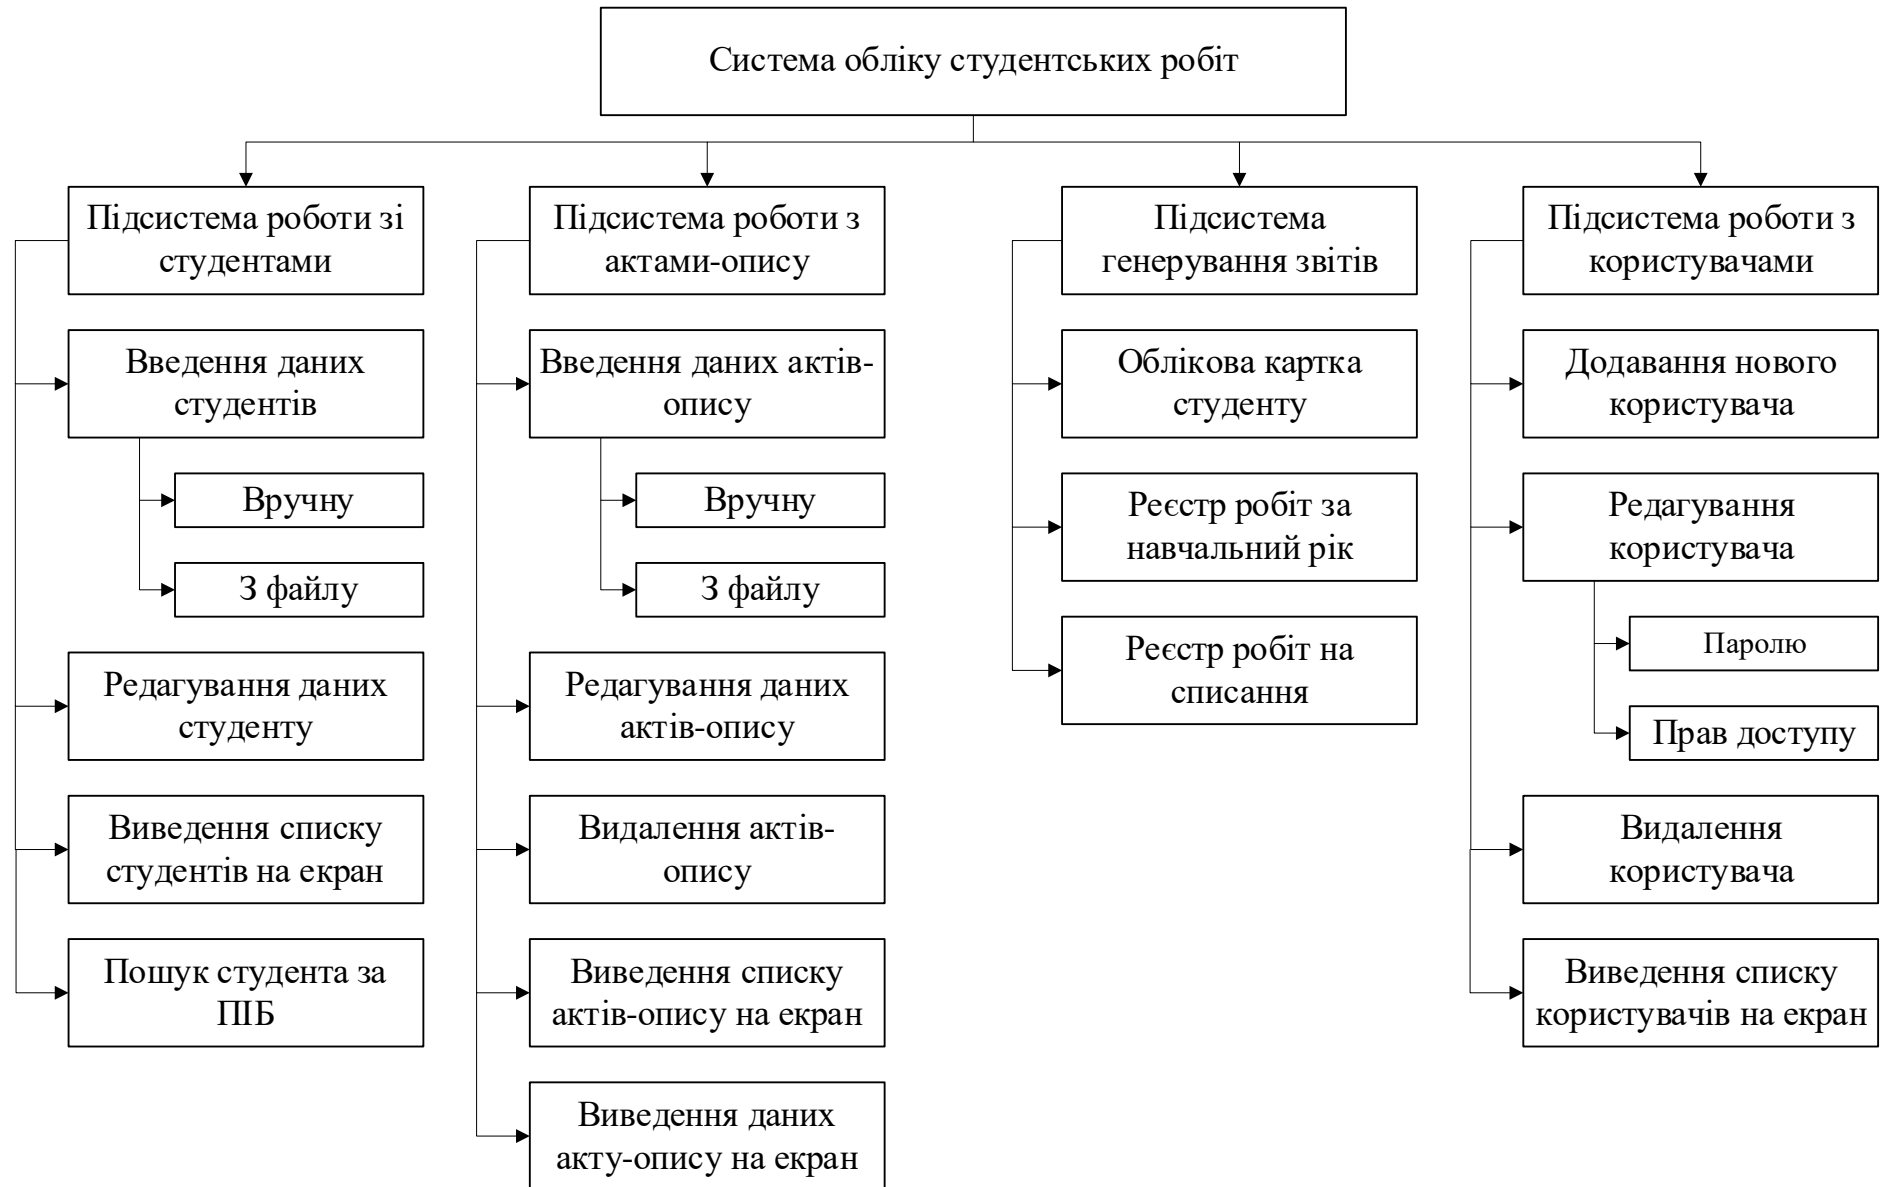 Система обліку студентських робіт
Підсистема роботи зі
студентами
Введення даних
студентів
Вручну
З файлу
Редагування даних
студенту
Виведення списку
студентів на екран
Пошук студента за
ПІБ
Підсистема роботи з
актами-опису
Введення даних актів-
опису
Вручну
З файлу
Редагування даних
актів-опису
Видалення актів-
опису
Виведення списку
актів-опису на екран
Виведення даних
акту-опису на екран
Підсистема
генерування звітів
Облікова картка
студенту
Реєстр робіт за
навчальний рік
Реєстр робіт на
списання
Підсистема роботи з
користувачами
Додавання нового
користувача
Редагування
користувача
Паролю
Прав доступу
Видалення
користувача
Виведення списку
користувачів на екран